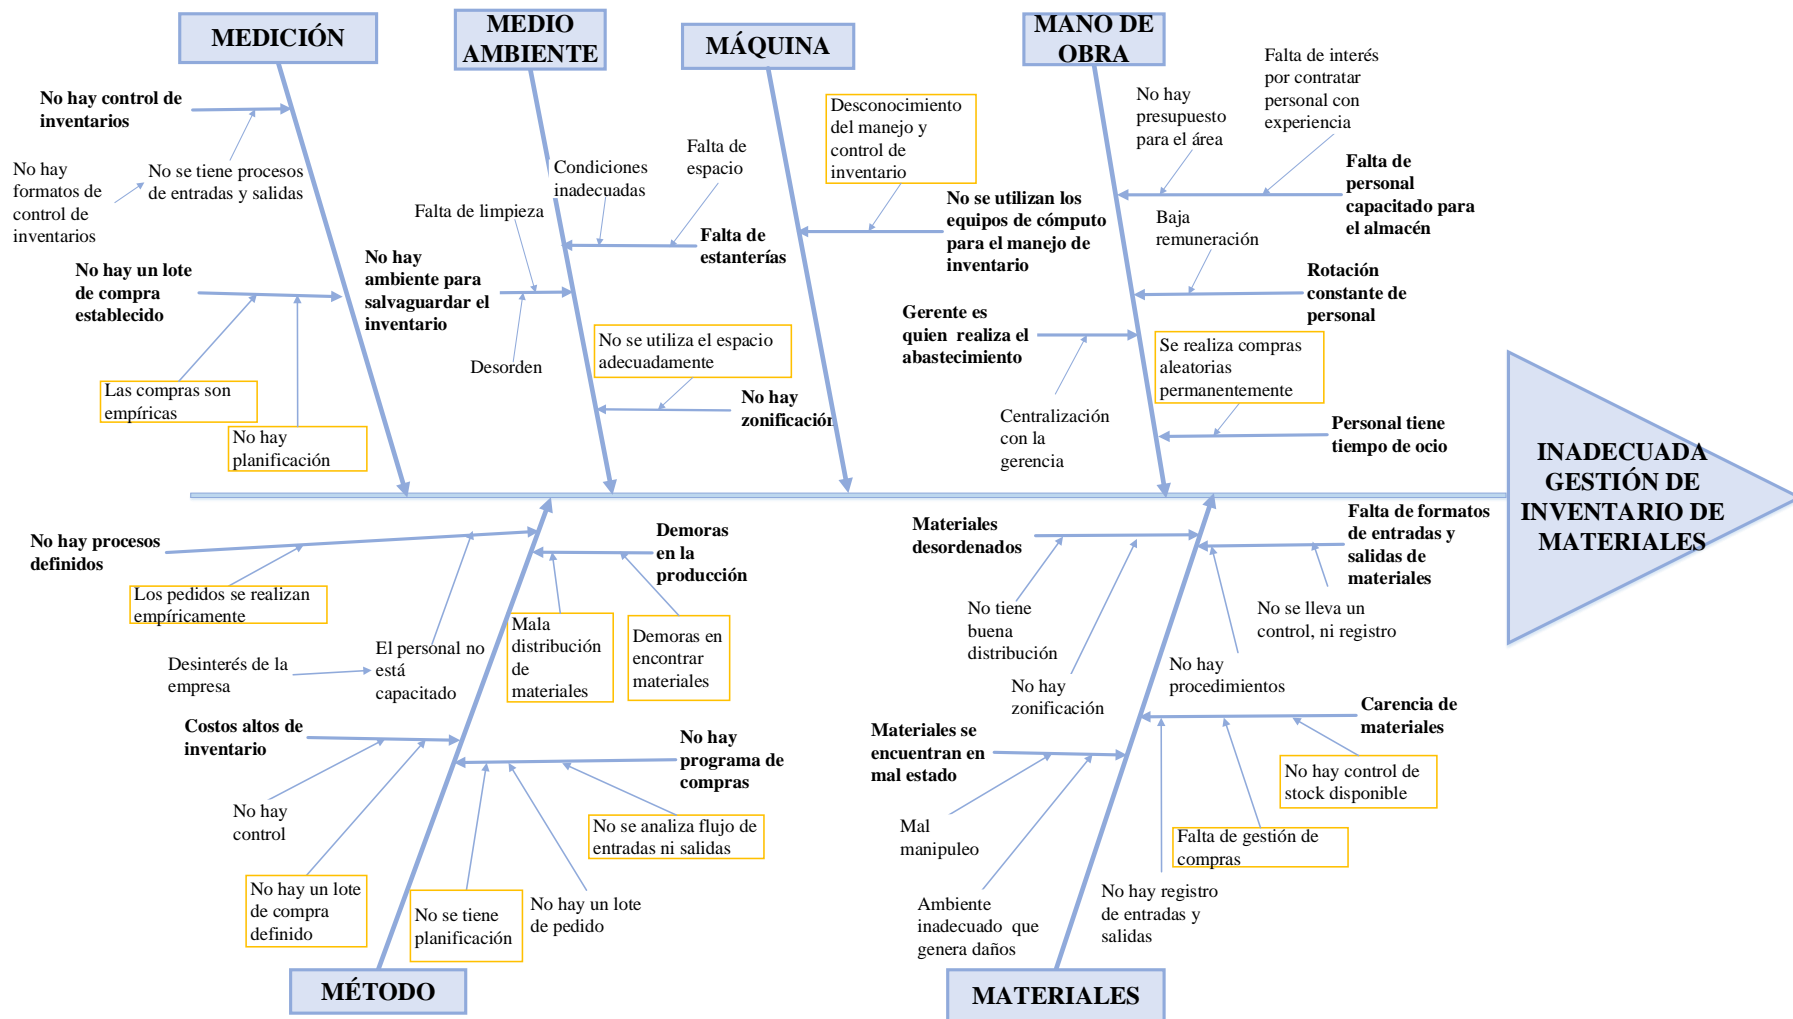 MEDICIÓN
MEDIO
AMBIENTE
MÁQUINA
MANO DE
OBRA
No hay control de
inventarios
No hay
formatos de
control de
inventarios
No se tiene procesos
de entradas y salidas
No hay un lote
de compra
establecido
Las compras son
empíricas
No hay
planificación
Condiciones
inadecuadas
Falta de
espacio
Falta de limpieza
Falta de
estanterías
No hay
ambiente para
salvaguardar el
inventario
Desorden
No se utiliza el espacio
adecuadamente
No hay
zonificación
Desconocimiento
del manejo y
control de
inventario
No se utilizan los
equipos de cómputo
para el manejo de
inventario
No hay
presupuesto
para el área
Falta de interés
por contratar
personal con
experiencia
Falta de
personal
capacitado para
el almacén
Baja
remuneración
Rotación
constante de
personal
Gerente es
quien realiza el
abastecimiento
Centralización
con la
gerencia
Se realiza compras
aleatorias
permanentemente
Personal tiene
tiempo de ocio
INADECUADA
GESTIÓN DE
INVENTARIO DE
MATERIALES
No hay procesos
definidos
Los pedidos se realizan
empíricamente
Desinterés de la
empresa
El personal no
está
capacitado
Demoras
en la
producción
Mala
distribución
de
materiales
Demoras en
encontrar
materiales
Costos altos de
inventario
No hay
control
No hay un lote
de compra
definido
No hay
programa de
compras
No se analiza flujo de
entradas ni salidas
No se tiene
planificación
No hay un lote
de pedido
Materiales
desordenados
No tiene
buena
distribución
No hay
zonificación
Falta de formatos
de entradas y
salidas de
materiales
No se lleva un
control, ni registro
No hay
procedimientos
Materiales se
encuentran en
mal estado
Mal
manipuleo
Ambiente
inadecuado que
genera daños
Carencia de
materiales
No hay control de
stock disponible
Falta de gestión de
compras
No hay registro
de entradas y
salidas
MÉTODO
MATERIALES